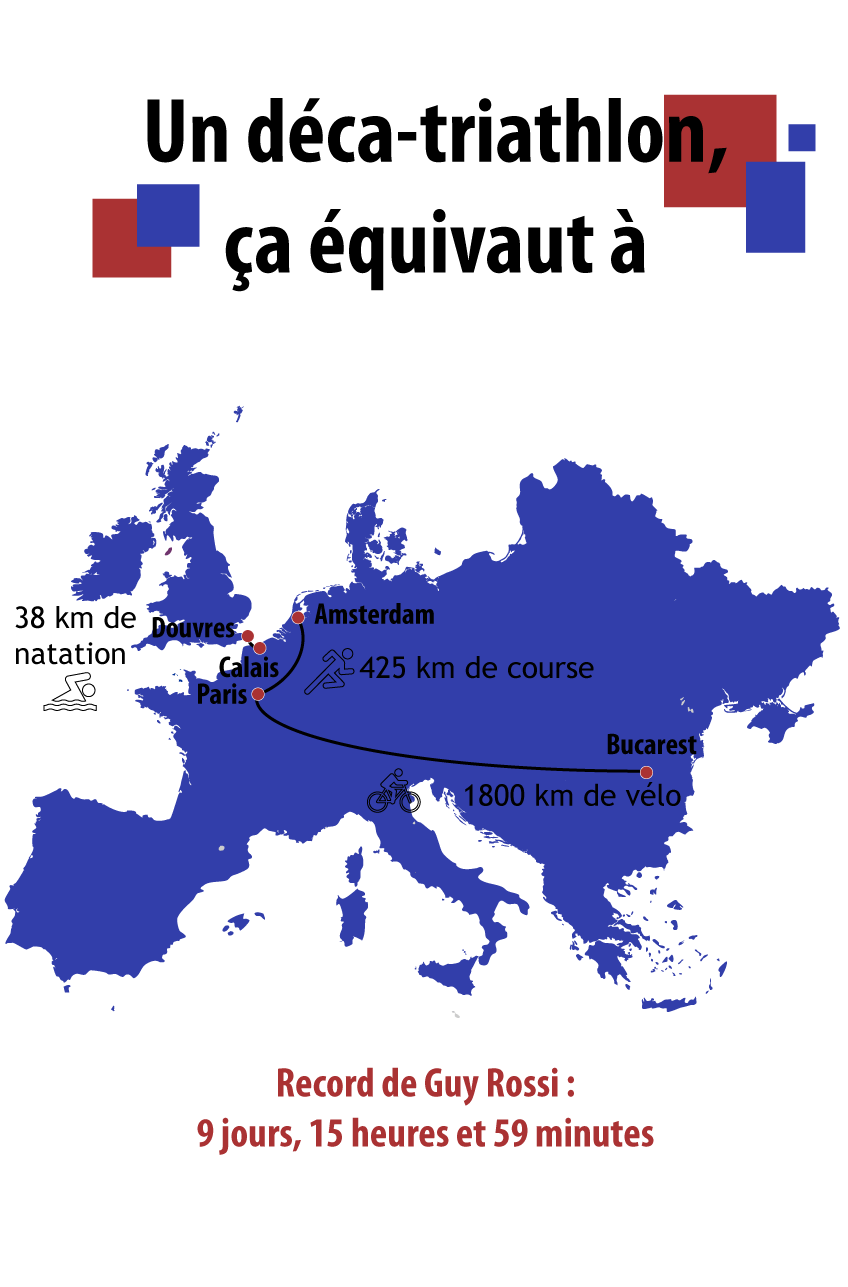 Un déca-triathlon,
ça équivaut à
38 km de
natation
Douvres
Amsterdam
Calais
425 km de course
Paris
Bucarest
1800 km de vélo
Record de Guy Rossi :
9 jours, 15 heures et 59 minutes